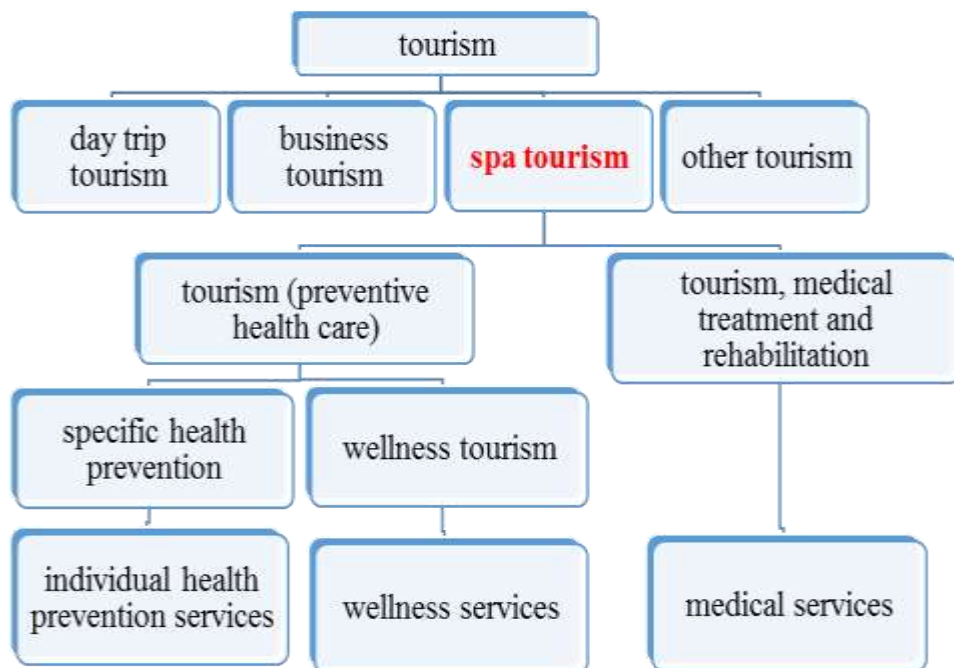 tourism
day trip
tourism
business
tourism
spa tourism
other tourism
tourism (preventive
health care)
tourism, medical
treatment and
rehabilitation
specific health
prevention
wellness tourism
individual health
prevention services
wellness services
medical services